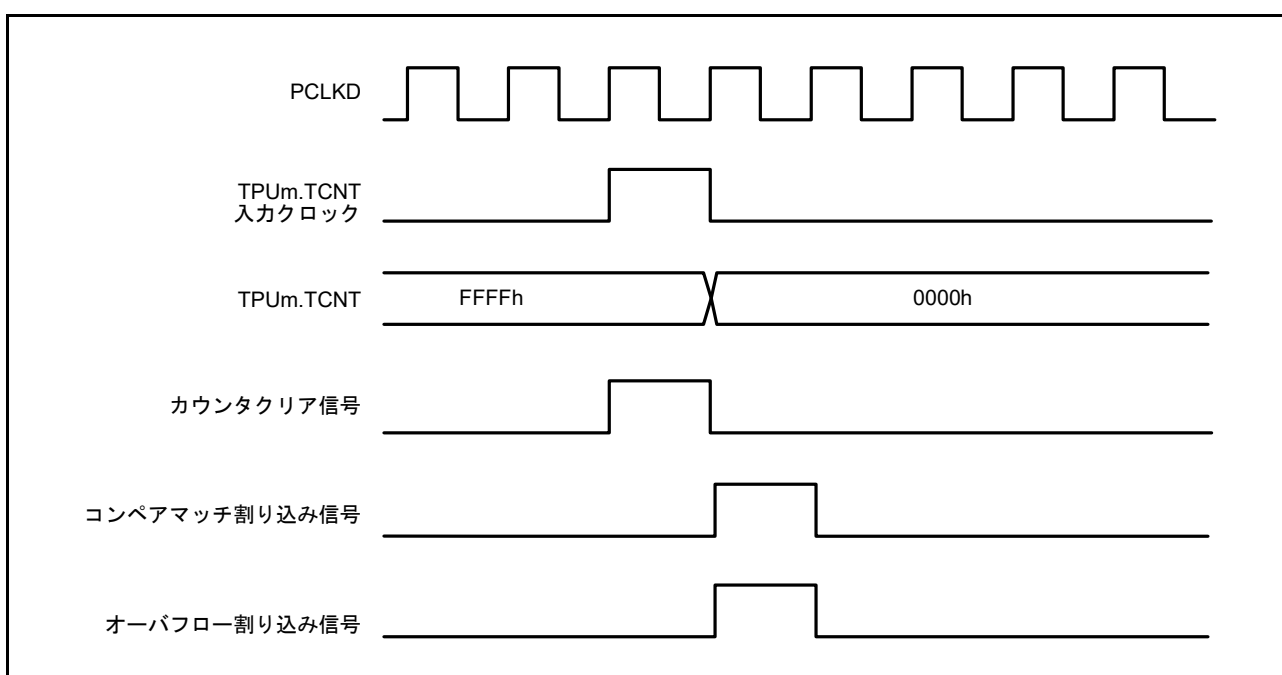 PCLKD
TPUm.TCNT
入力クロック
TPUm.TCNT
FFFFh
0000h
カウンタクリア信号
コンペアマッチ割り込み信号
オーバフロー割り込み信号